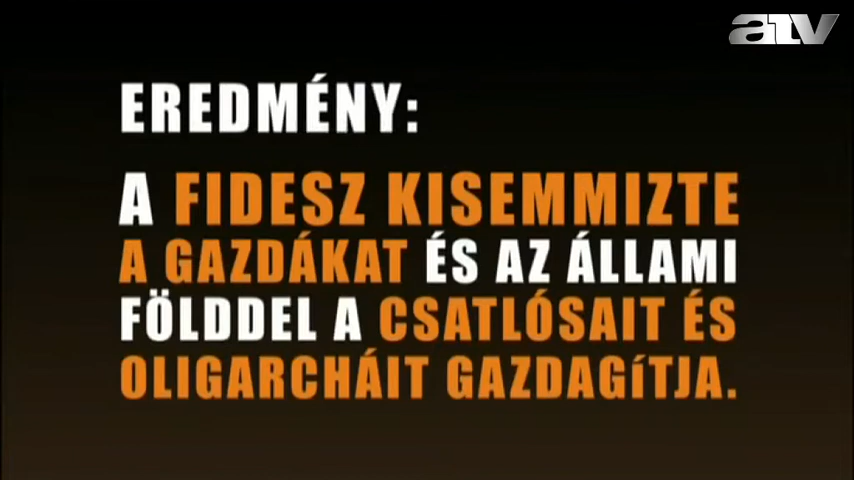 atv
EREDMÉNY:
A FIDESZ KISEMMIZTE
A GAZDÁKAT ÉS AZ ÁLLAMI
FÖLDDEL A CSATLÓSAIT ÉS
OLIGARCHÁIT GAZDAGíTJA.